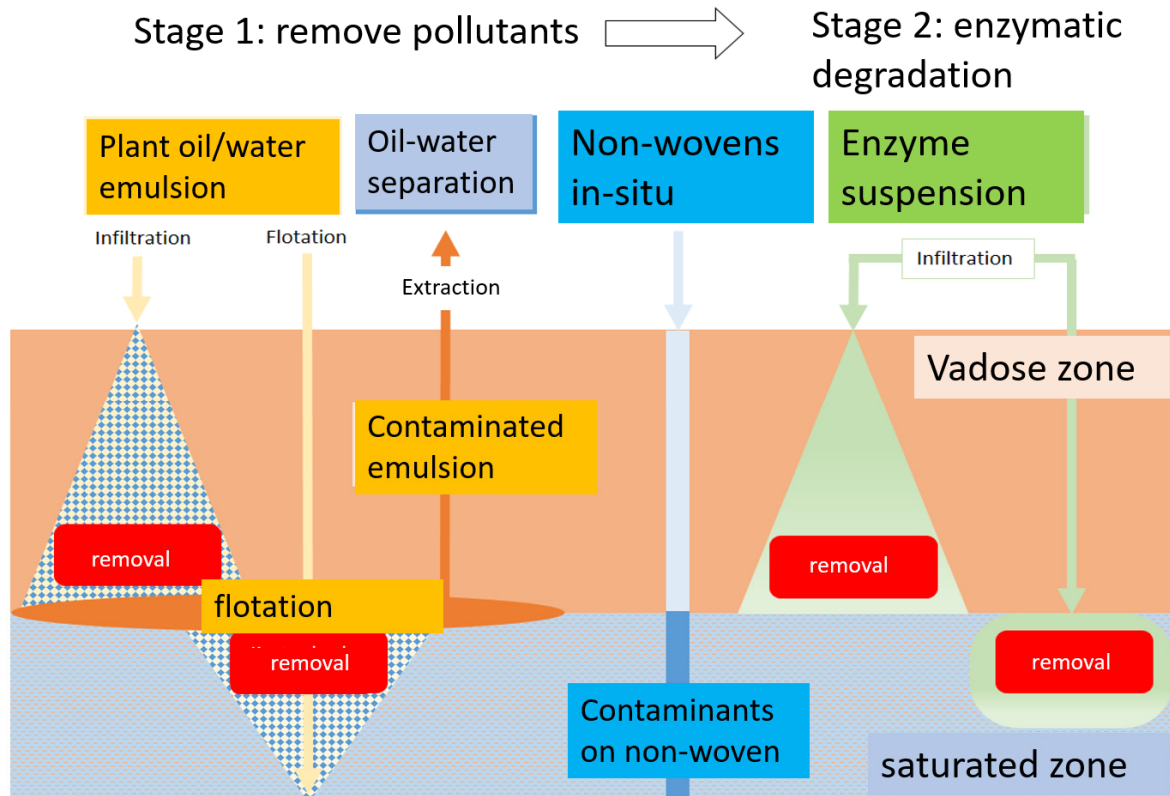 Stage 1: remove pollutants
Stage 2: enzymatic
degradation
Plant oil/water
emulsion
Oil-water
separation
Non-wovens
in-situ
Enzyme
suspension
Infiltration
Flotation
Extraction
Infiltration
Vadose zone
Contaminated
emulsion
removal
removal
flotation
removal
removal
Contaminants
on non-woven
saturated zone